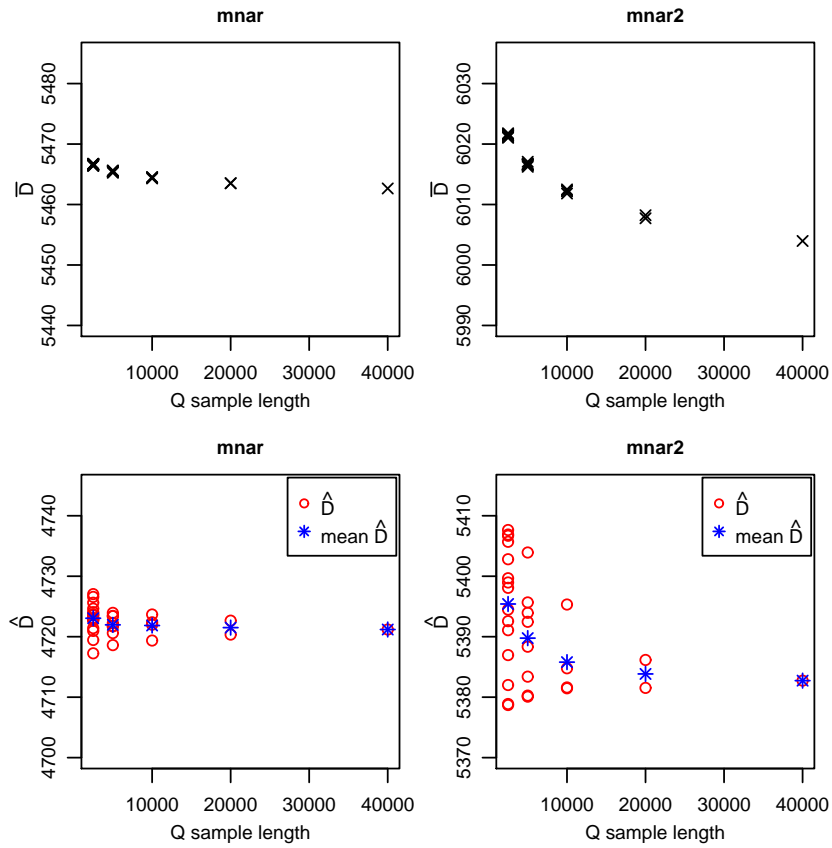 mnar
D̅
5480
5470
5460
5450
5440
10000 20000 30000 40000
Q sample length
mnar2
D̅
6030
6020
6010
6000
5990
10000 20000 30000 40000
Q sample length
mnar
D̂
4740
4730
4720
4710
4700
D̂
mean D̂
10000 20000 30000 40000
Q sample length
mnar2
D̂
5410
5400
5390
5380
5370
D̂
mean D̂
10000 20000 30000 40000
Q sample length